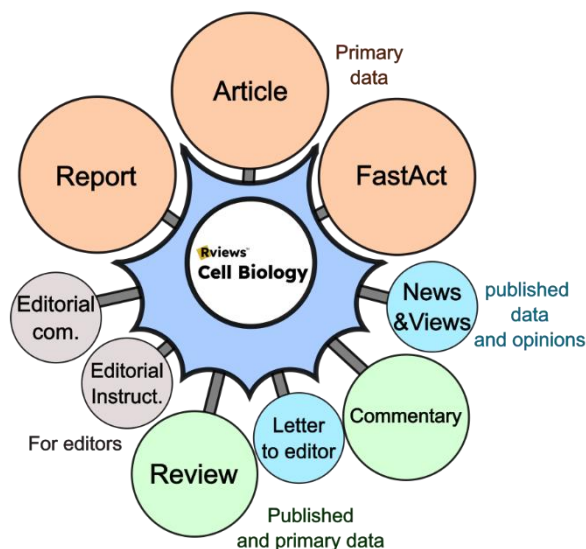 Primary
data
Article
Report
FastAct
Rviews™
Cell Biology
Editorial
com.
News
&Views
published
data
and opinions
Editorial
Instruct.
For editors
Commentary
Letter
to editor
Review
Published
and primary data